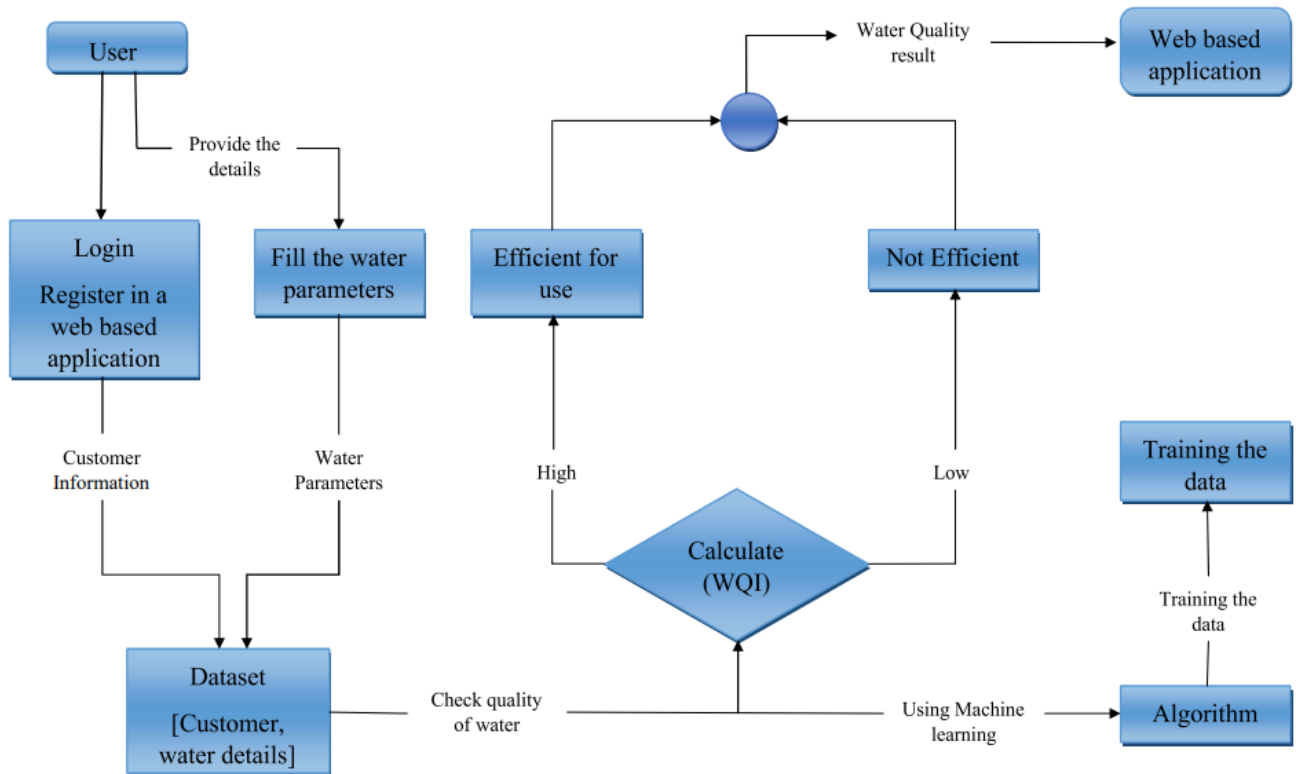 User
Provide the
details
Login
Register in a
web based
application
Fill the water
parameters
Customer
Information
Water
Parameters
Dataset
[Customer,
water details]
Check quality
of water
Using Machine
learning
Algorithm
Training the
data
Training the
data
Calculate
(WQI)
High
Low
Efficient for
use
Not Efficient
Water Quality
result
Web based
application